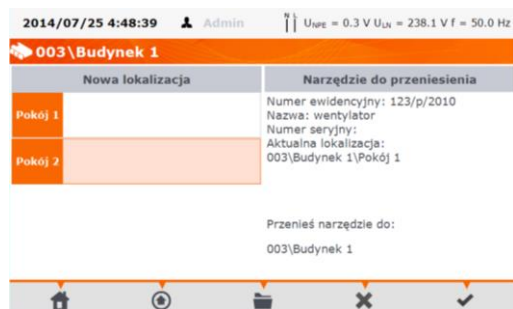 2014/07/25 4:48:39 Admin N L U_NPE = 0.3 V U_LN = 238.1 V f = 50.0 Hz
003\Budynek 1
Nowa lokalizacja
Pokój 1
Pokój 2
Narzędzie do przeniesienia
Numer ewidencyjny: 123/p/2010
Nazwa: wentylator
Numer seryjny:
Aktualna lokalizacja:
003\Budynek 1\Pokój 1
Przenieś narzędzie do:
003\Budynek 1